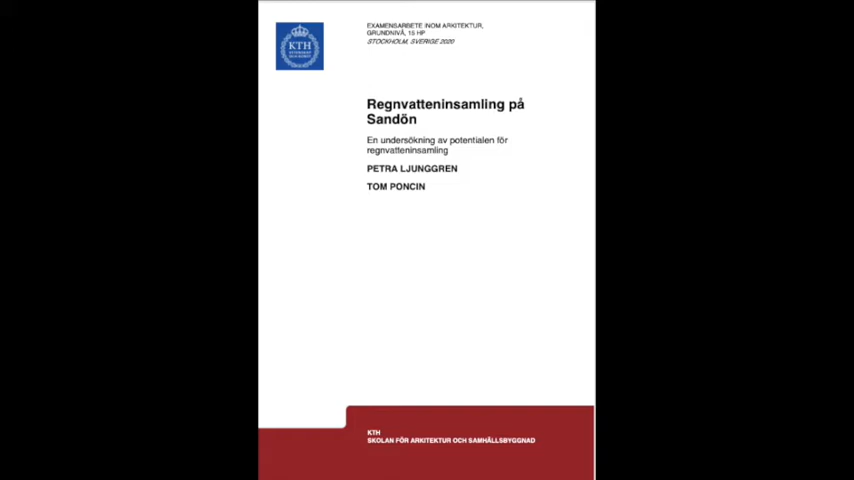 KTH
EXAMENSARBETE INOM ARKITEKTUR,
GRUNDNIVÅ, 15 HP
STOCKHOLM, SVERIGE 2020
Regnvatteninsamling på
Sandön
En undersökning av potentialen för
regnvatteninsamling
PETRA LJUNGGREN
TOM PONCIN
KTH
SKOLAN FÖR ARKITEKTUR OCH SAMHÄLLSBYGGNAD